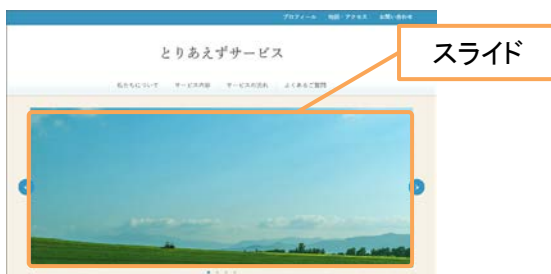 プロフィール 地図・アクセス お問い合わせ
とりあえずサービス
スライド
私たちについて サービス内容 サービスの流れ よくあるご質問